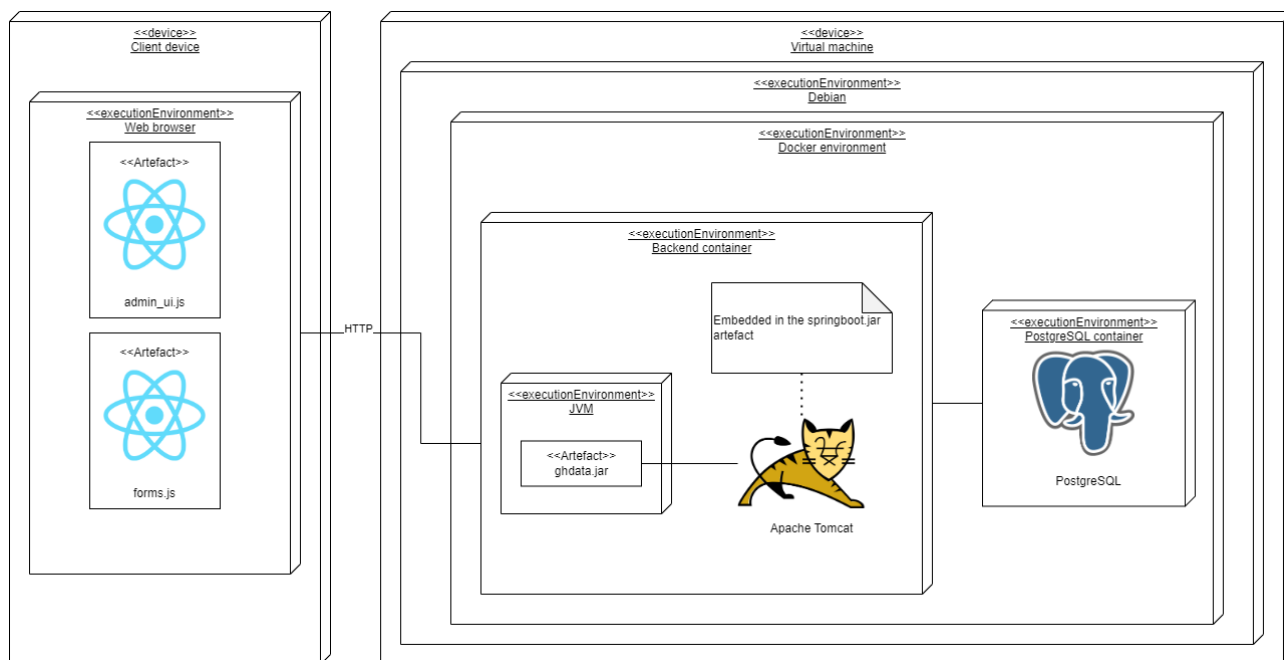 <<device>>
Client device
<<executionEnvironment>>
Web browser
<<Artefact>>
admin_ui.js
<<Artefact>>
forms.js
HTTP
<<device>>
Virtual machine
<<executionEnvironment>>
Debian
<<executionEnvironment>>
Docker environment
<<executionEnvironment>>
Backend container
Embedded in the springboot.jar
artefact
<<executionEnvironment>>
JVM
<<Artefact>>
ghdata.jar
Apache Tomcat
<<executionEnvironment>>
PostgreSQL container
PostgreSQL